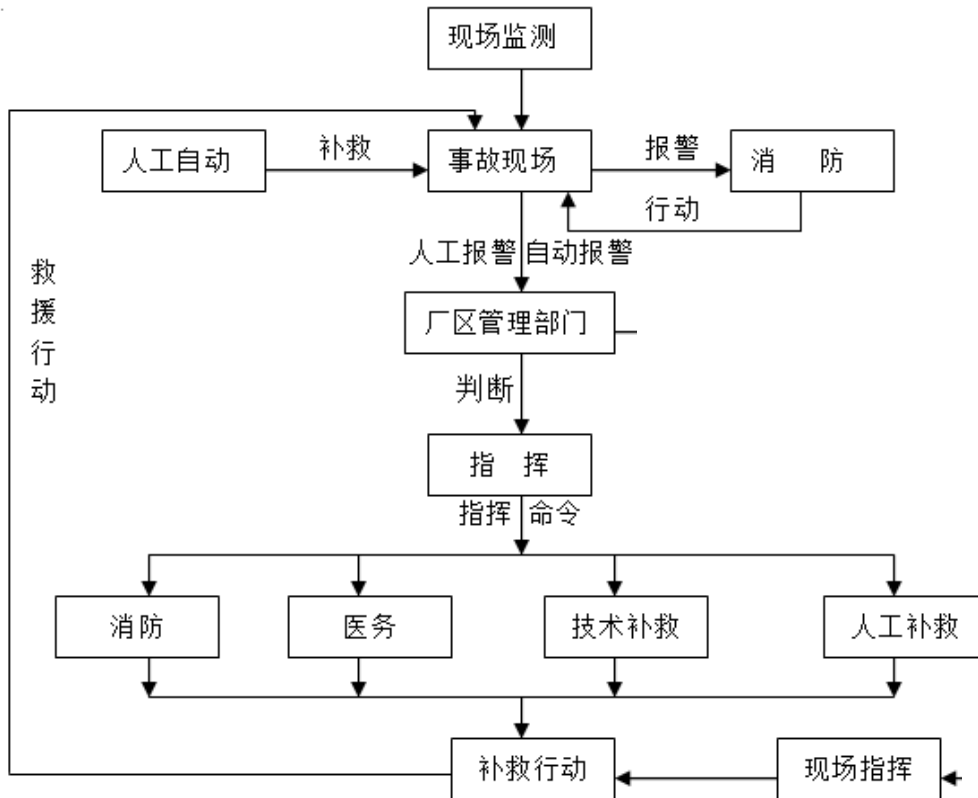 现场监测
人工自动
补救
事故现场
报警
消 防
行动
人工报警 自动报警
救援行动
厂区管理部门
判断
指 挥
指挥 命令
消防
医务
技术补救
人工补救
补救行动
现场指挥